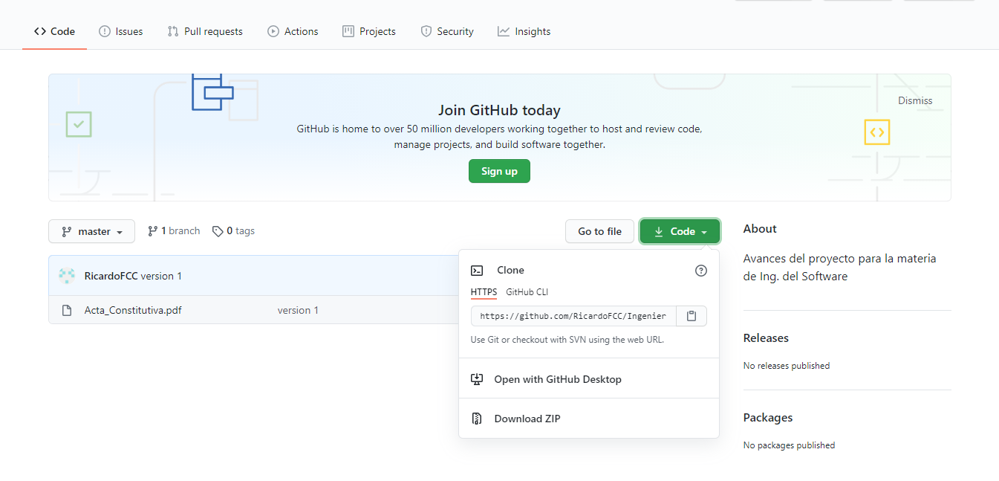 Code Issues Pull requests Actions Projects Security Insights
Dismiss
Join GitHub today
GitHub is home to over 50 million developers working together to host and review code,
manage projects, and build software together.
Sign up
master 1 branch 0 tags Go to file Code
RicardoFCC version 1
Acta_Constitutiva.pdf version 1
Clone
HTTPS GitHub CLI
https://github.com/RicardoFCC/Ingenier
Use Git or checkout with SVN using the web URL.
Open with GitHub Desktop
Download ZIP
About
Avances del proyecto para la materia
de Ing. del Software
Releases
No releases published
Packages
No packages published